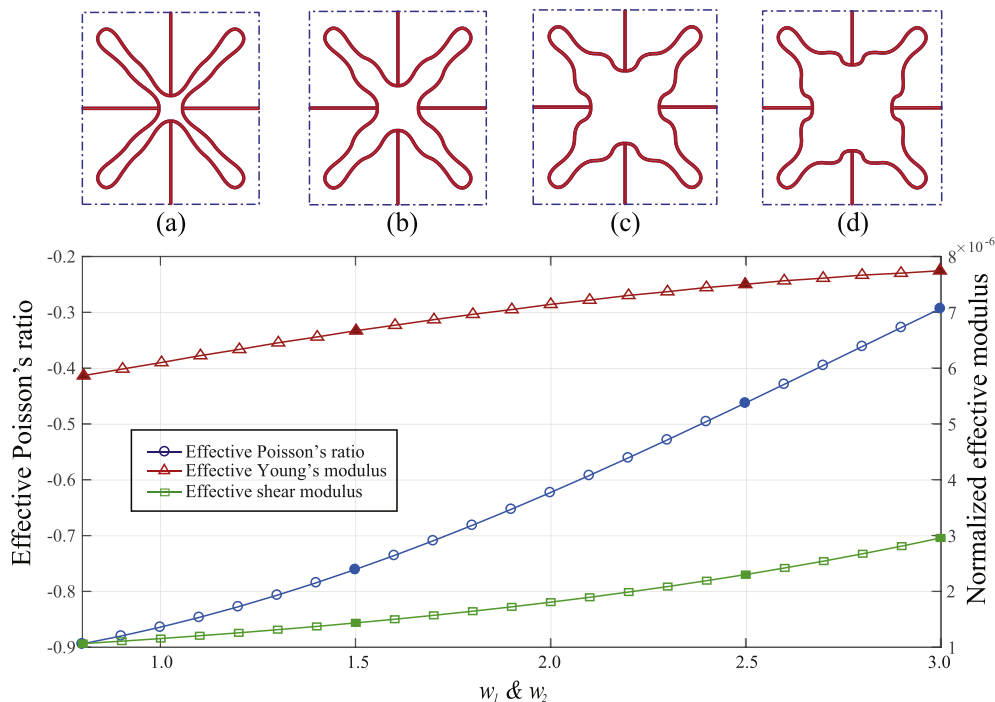 (a) (b) (c) (d)
Effective Poisson's ratio
-0.2
-0.3
-0.4
-0.5
-0.6
-0.7
-0.8
-0.9
Effective Poisson's ratio
Effective Young's modulus
Effective shear modulus
8×10⁻⁶
7
6
5
4
3
2
1
Normalized effective modulus
1.0 1.5 2.0 2.5 3.0
w₁ & w₂